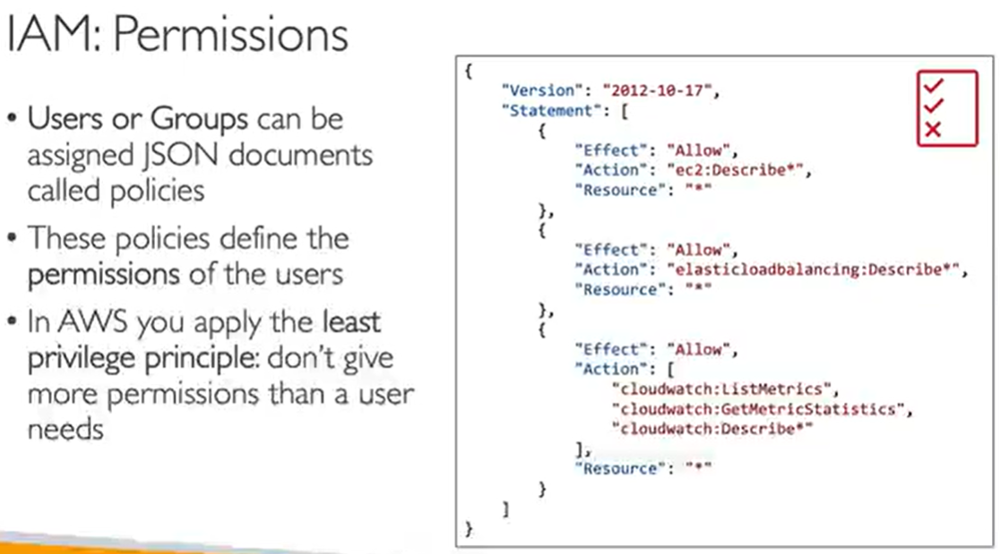 IAM: Permissions
• Users or Groups can be
assigned JSON documents
called policies
• These policies define the
permissions of the users
• In AWS you apply the least
privilege principle: don't give
more permissions than a user
needs
{
"Version": "2012-10-17",
"Statement": [
{
"Effect": "Allow",
"Action": "ec2:Describe*",
"Resource": "*"
},
{
"Effect": "Allow",
"Action": "elasticloadbalancing:Describe*",
"Resource": "*"
},
{
"Effect": "Allow",
"Action": [
"cloudwatch:ListMetrics",
"cloudwatch:GetMetricStatistics",
"cloudwatch:Describe*"
],
"Resource": "*"
}
]
}